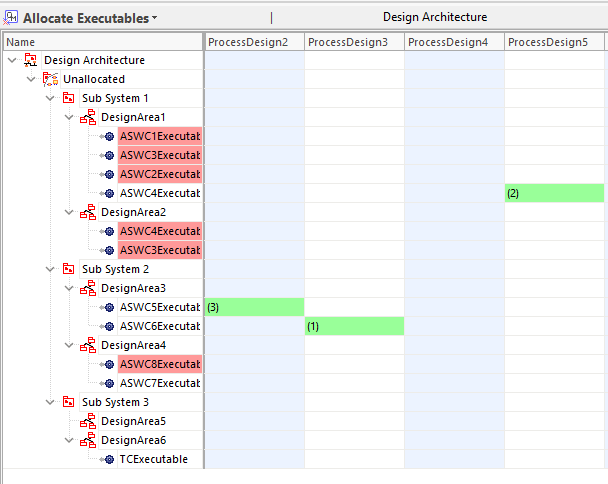 Allocate Executables
Design Architecture
Name ProcessDesign2 ProcessDesign3 ProcessDesign4 ProcessDesign5
Design Architecture
Unallocated
Sub System 1
DesignArea1
ASWC1Executab
ASWC3Executab
ASWC2Executab
ASWC4Executab (2)
DesignArea2
ASWC4Executab
ASWC3Executab
Sub System 2
DesignArea3
ASWC5Executab (3)
ASWC6Executab (1)
DesignArea4
ASWC8Executab
ASWC7Executab
Sub System 3
DesignArea5
DesignArea6
TCExecutable